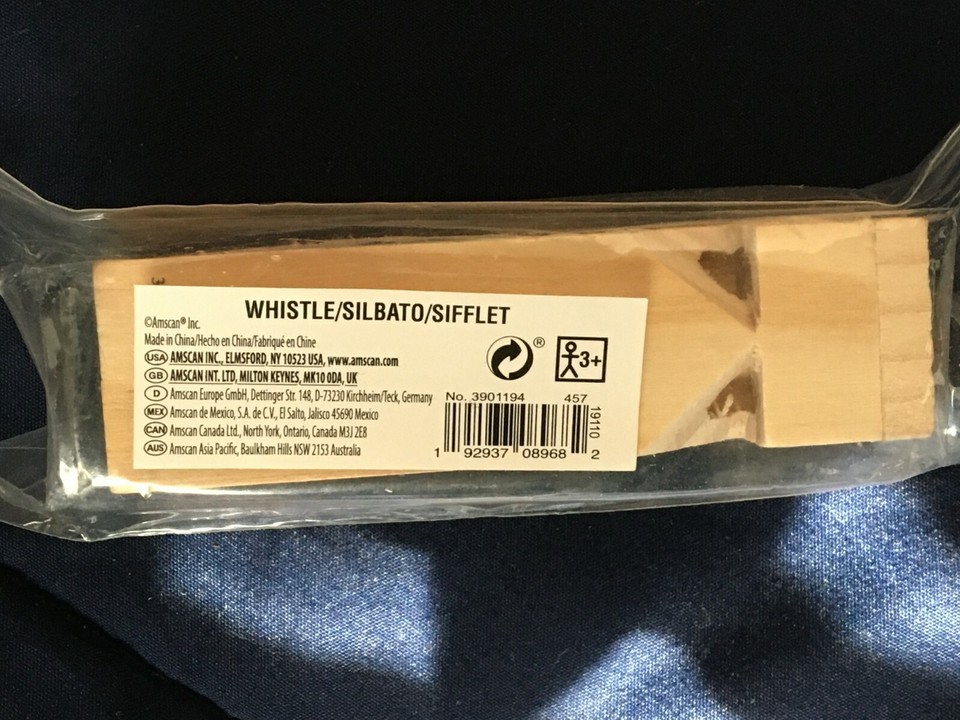 WHISTLE/SILBATO/SIFFLET
©Amscan® Inc.
Made in China/Hecho en China/Fabriqué en Chine
USA AMSCAN INC., ELMSFORD, NY 10523 USA, www.amscan.com
GB AMSCAN INT. LTD, MILTON KEYNES, MK10 0DA, UK
D Amscan Europe GmbH, Dettinger Str. 148, D-73230 Kirchheim/Teck, Germany
MEX Amscan de Mexico, S.A. de C.V., El Salto, Jalisco 45690 Mexico
CAN Amscan Canada Ltd., North York, Ontario, Canada M3J 2E8
AUS Amscan Asia Pacific, Baulkham Hills NSW 2153 Australia
®
3+
No. 3901194 457
19110
1 92937 08968 2